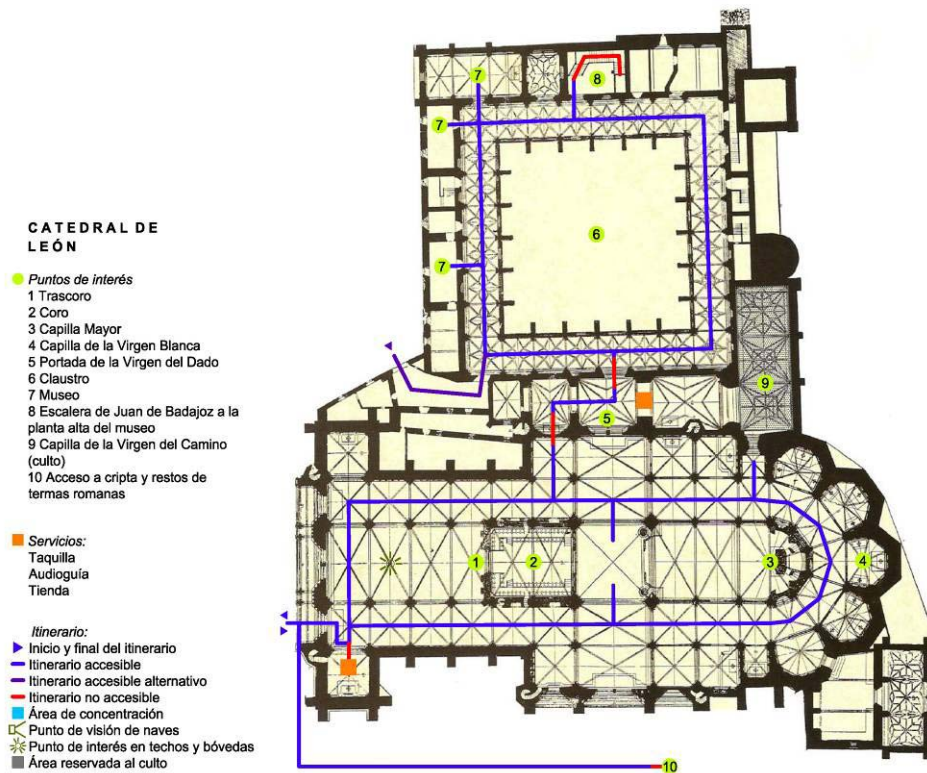 7
8
7
CATEDRAL DE
LEÓN
6
Puntos de interés
7
1 Trascoro
2 Coro
3 Capilla Mayor
4 Capilla de la Virgen Blanca
5 Portada de la Virgen del Dado
6 Claustro
7 Museo
8 Escalera de Juan de Badajoz a la
planta alta del museo
9 Capilla de la Virgen del Camino
(culto)
10 Acceso a cripta y restos de
termas romanas
9
5
Servicios:
Taquilla
Audioguía
Tienda
1
2
3
4
Itinerario:
Inicio y final del itinerario
Itinerario accesible
Itinerario accesible alternativo
Itinerario no accesible
Área de concentración
Punto de visión de naves
Punto de interés en techos y bóvedas
Área reservada al culto
10